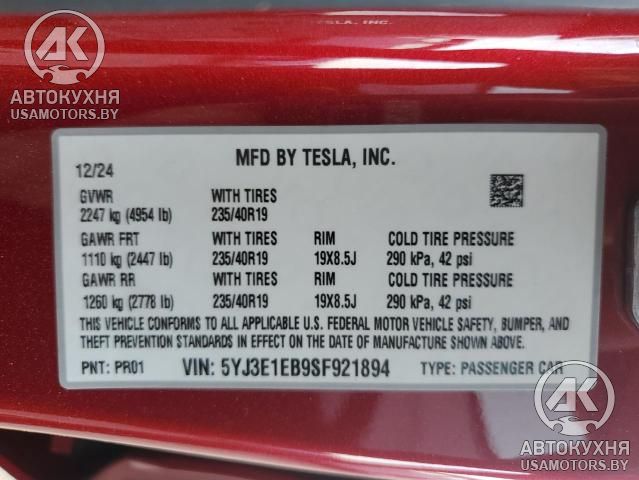 AK
АВТОКУХНЯ
USAMOTORS.BY
TESLA, INC.
MFD BY TESLA, INC.
12/24
GVWR WITH TIRES
2247 kg (4954 lb) 235/40R19
GAWR FRT WITH TIRES RIM COLD TIRE PRESSURE
1110 kg (2447 lb) 235/40R19 19X8.5J 290 kPa, 42 psi
GAWR RR WITH TIRES RIM COLD TIRE PRESSURE
1260 kg (2778 lb) 235/40R19 19X8.5J 290 kPa, 42 psi
THIS VEHICLE CONFORMS TO ALL APPLICABLE U.S. FEDERAL MOTOR VEHICLE SAFETY, BUMPER, AND
THEFT PREVENTION STANDARDS IN EFFECT ON THE DATE OF MANUFACTURE SHOWN ABOVE.
PNT: PR01 VIN: 5YJ3E1EB9SF921894 TYPE: PASSENGER CAR
AK
АВТОКУХНЯ
USAMOTORS.BY